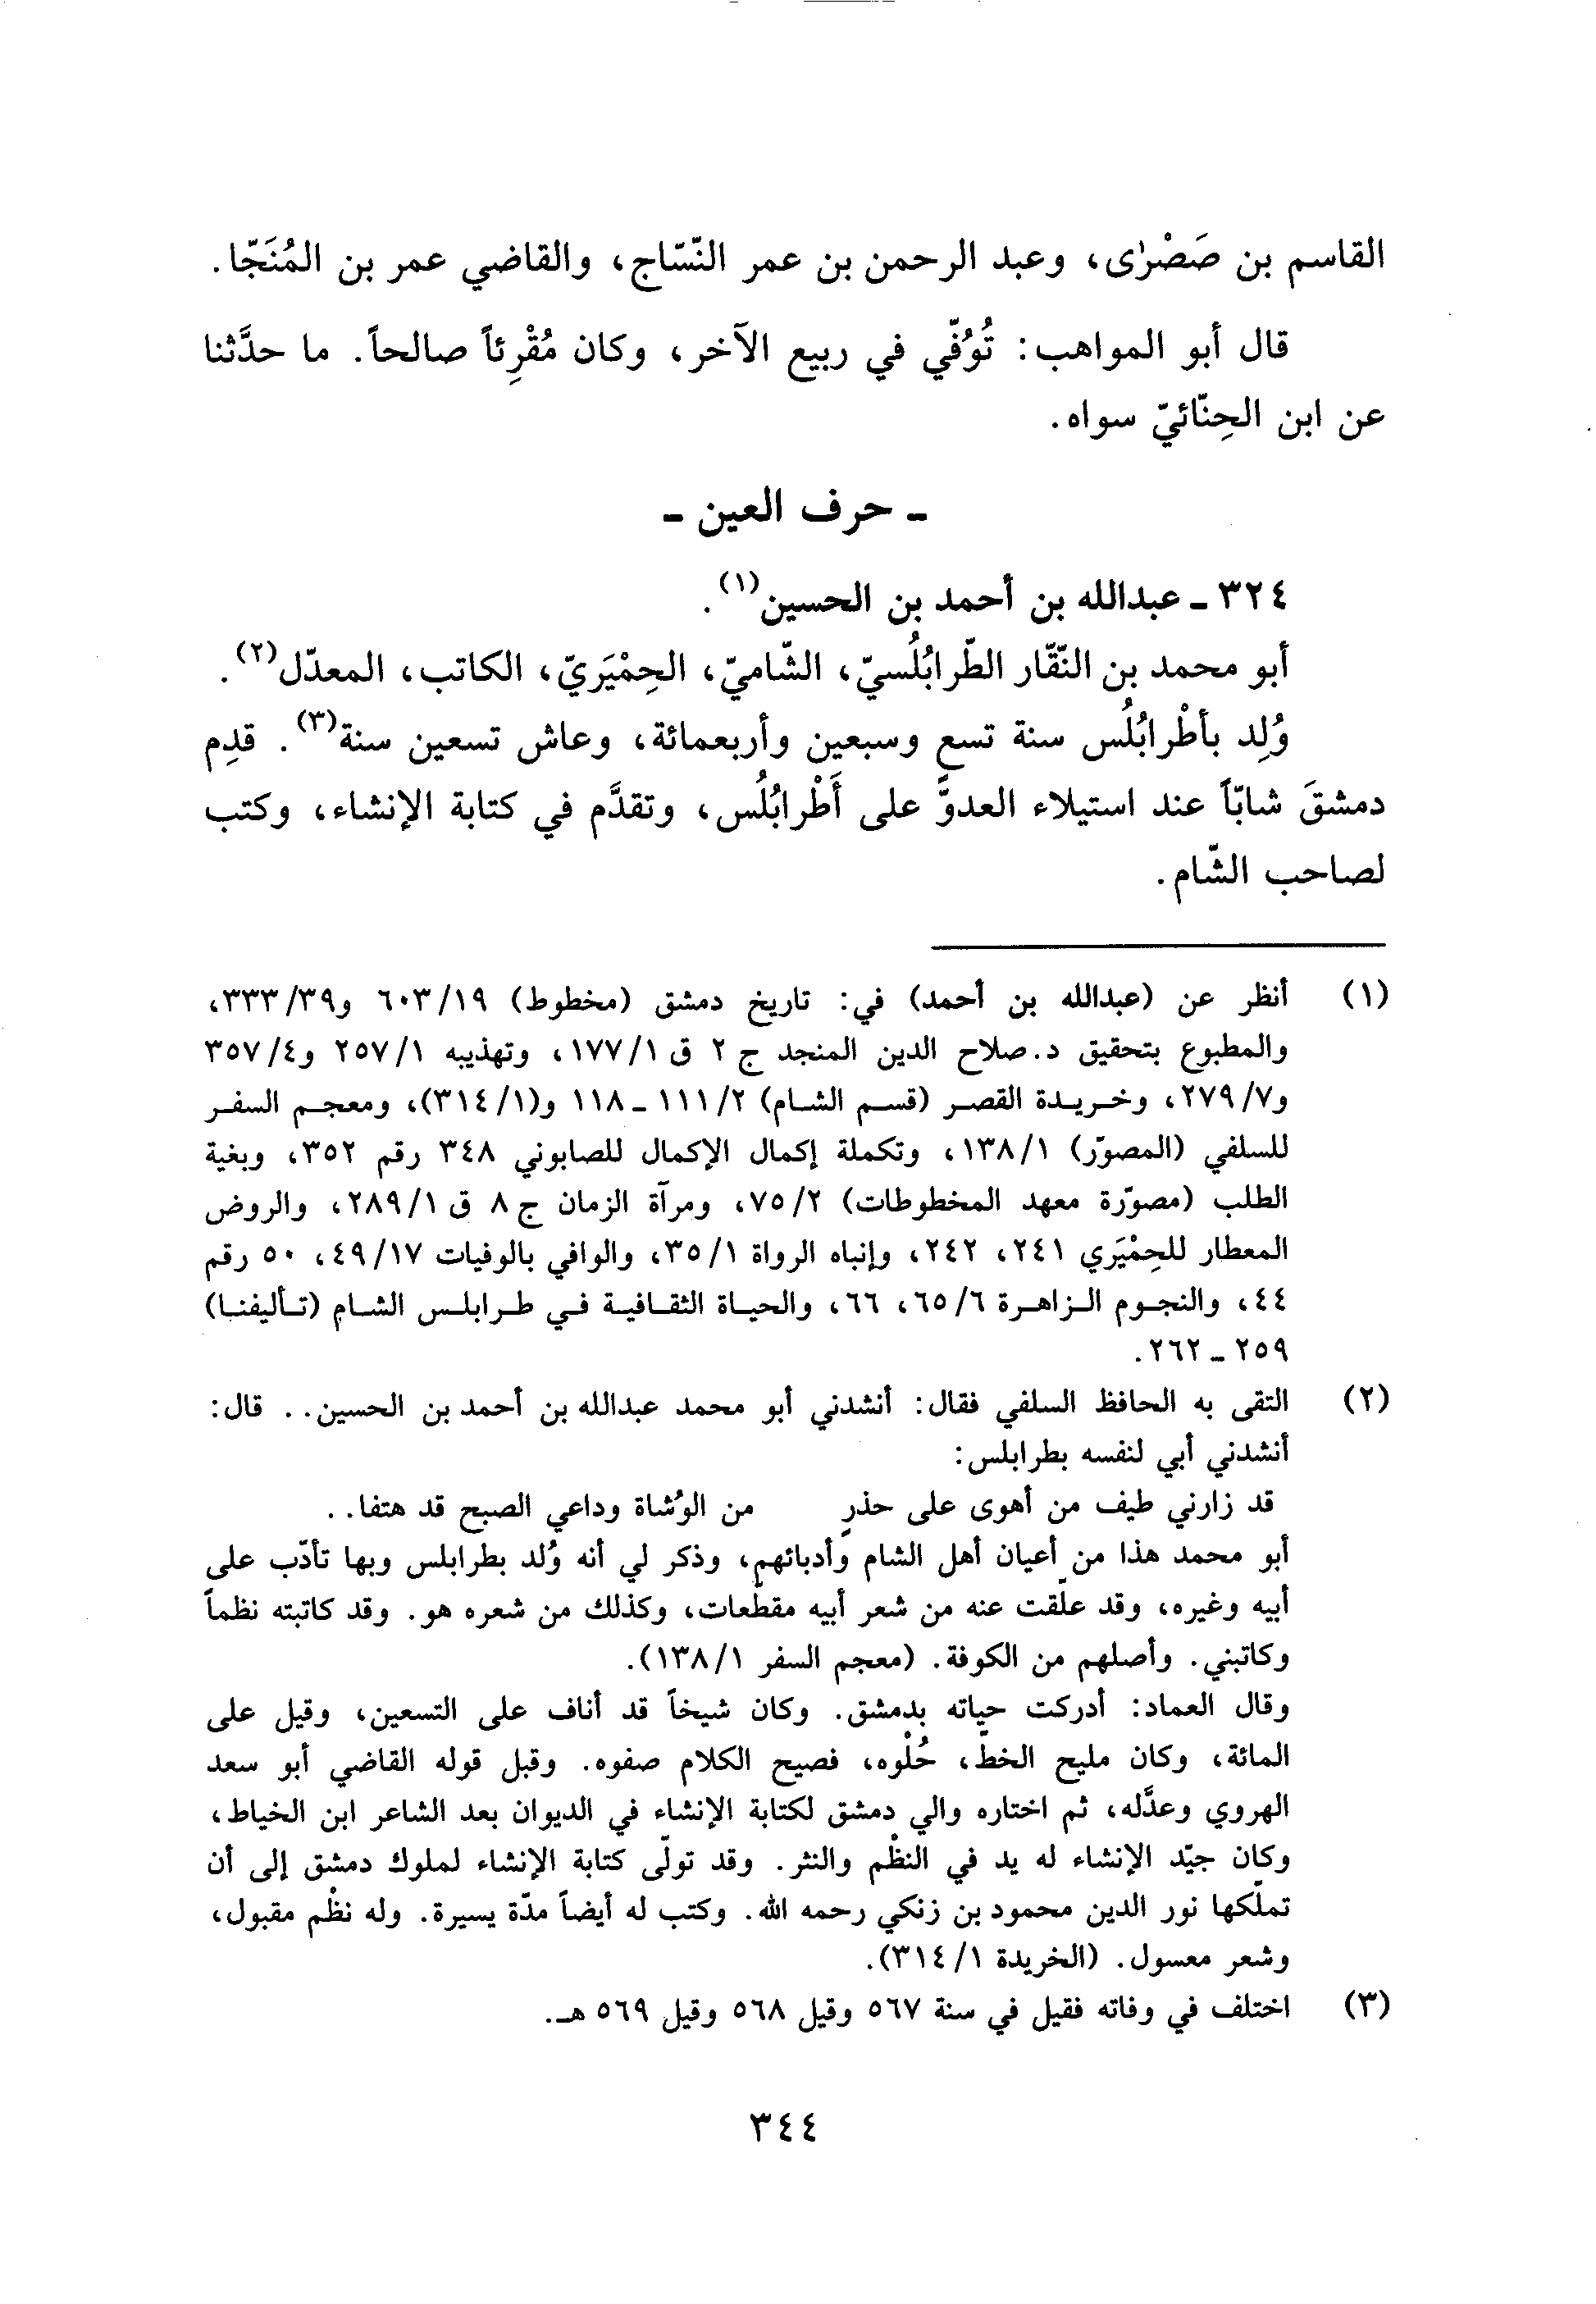 القاسم بن صَصْرٰى، وعبد الرحمن بن عمر النّسّاج، والقاضي عمر بن المُنَجّا.
قال أبو المواهب: تُوُفّي في ربيع الآخر، وكان مُقْرِئاً صالحاً. ما حدَّثنا
عن ابن الحِنّائيّ سواه.
ـ حرف العين ـ
٣٢٤ ـ عبدالله بن أحمد بن الحسين(١).
أبو محمد بن النّقّار الطّرابُلُسيّ، الشّاميّ، الحِمْيَريّ، الكاتب، المعدّل(٢).
وُلِد بأطْرابُلُس سنة تسع وسبعين وأربعمائة، وعاش تسعين سنة(٣). قدِم
دمشقَ شابّاً عند استيلاء العدوّ على أَطْرابُلُس، وتقدَّم في كتابة الإنشاء، وكتب
لصاحب الشّام.
(١) أنظر عن (عبدالله بن أحمد) في: تاريخ دمشق (مخطوط) ٦٠٣/١٩ و٣٣٣/٣٩،
والمطبوع بتحقيق د.صلاح الدين المنجد ج ٢ ق ١٧٧/١، وتهذيبه ٢٥٧/١ و٣٥٧/٤
و٢٧٩/٧، وخريدة القصر (قسم الشام) ١١١/٢ ـ ١١٨ و(٣١٤/١)، ومعجم السفر
للسلفي (المصوّر) ١٣٨/١، وتكملة إكمال الإكمال للصابوني ٣٤٨ رقم ٣٥٢، وبغية
الطلب (مصوّرة معهد المخطوطات) ٧٥/٢، ومرآة الزمان ج ٨ ق ٢٨٩/١، والروض
المعطار للحِمْيَري ٢٤١، ٢٤٢، وإنباه الرواة ٣٥/١، والوافي بالوفيات ٤٩/١٧، ٥٠ رقم
٤٤، والنجوم الزاهرة ٦٥/٦، ٦٦، والحياة الثقافية في طرابلس الشام (تأليفنا)
٢٥٩ ـ ٢٦٢.
(٢) التقى به الحافظ السلفي فقال: أنشدني أبو محمد عبدالله بن أحمد بن الحسين.. قال:
أنشدني أبي لنفسه بطرابلس:
قد زارني طيف من أهوى على حذرٍ من الوُشاة وداعي الصبح قد هتفا..
أبو محمد هذا من أعيان أهل الشام وأدبائهم، وذكر لي أنه وُلد بطرابلس وبها تأدّب على
أبيه وغيره، وقد علّقت عنه من شعر أبيه مقطّعات، وكذلك من شعره هو. وقد كاتبته نظماً
وكاتبني. وأصلهم من الكوفة. (معجم السفر ١٣٨/١).
وقال العماد: أدركت حياته بدمشق. وكان شيخاً قد أناف على التسعين، وقيل على
المائة، وكان مليح الخطّ، حُلْوه، فصيح الكلام صفوه. وقبل قوله القاضي أبو سعد
الهروي وعدَّله، ثم اختاره والي دمشق لكتابة الإنشاء في الديوان بعد الشاعر ابن الخياط،
وكان جيّد الإنشاء له يد في النظْم والنثر. وقد تولّى كتابة الإنشاء لملوك دمشق إلى أن
تملّكها نور الدين محمود بن زنكي رحمه الله. وكتب له أيضاً مدّة يسيرة. وله نظْم مقبول،
وشعر معسول. (الخريدة ٣١٤/١).
(٣) اختلف في وفاته فقيل في سنة ٥٦٧ وقيل ٥٦٨ وقيل ٥٦٩ هـ.
٣٤٤